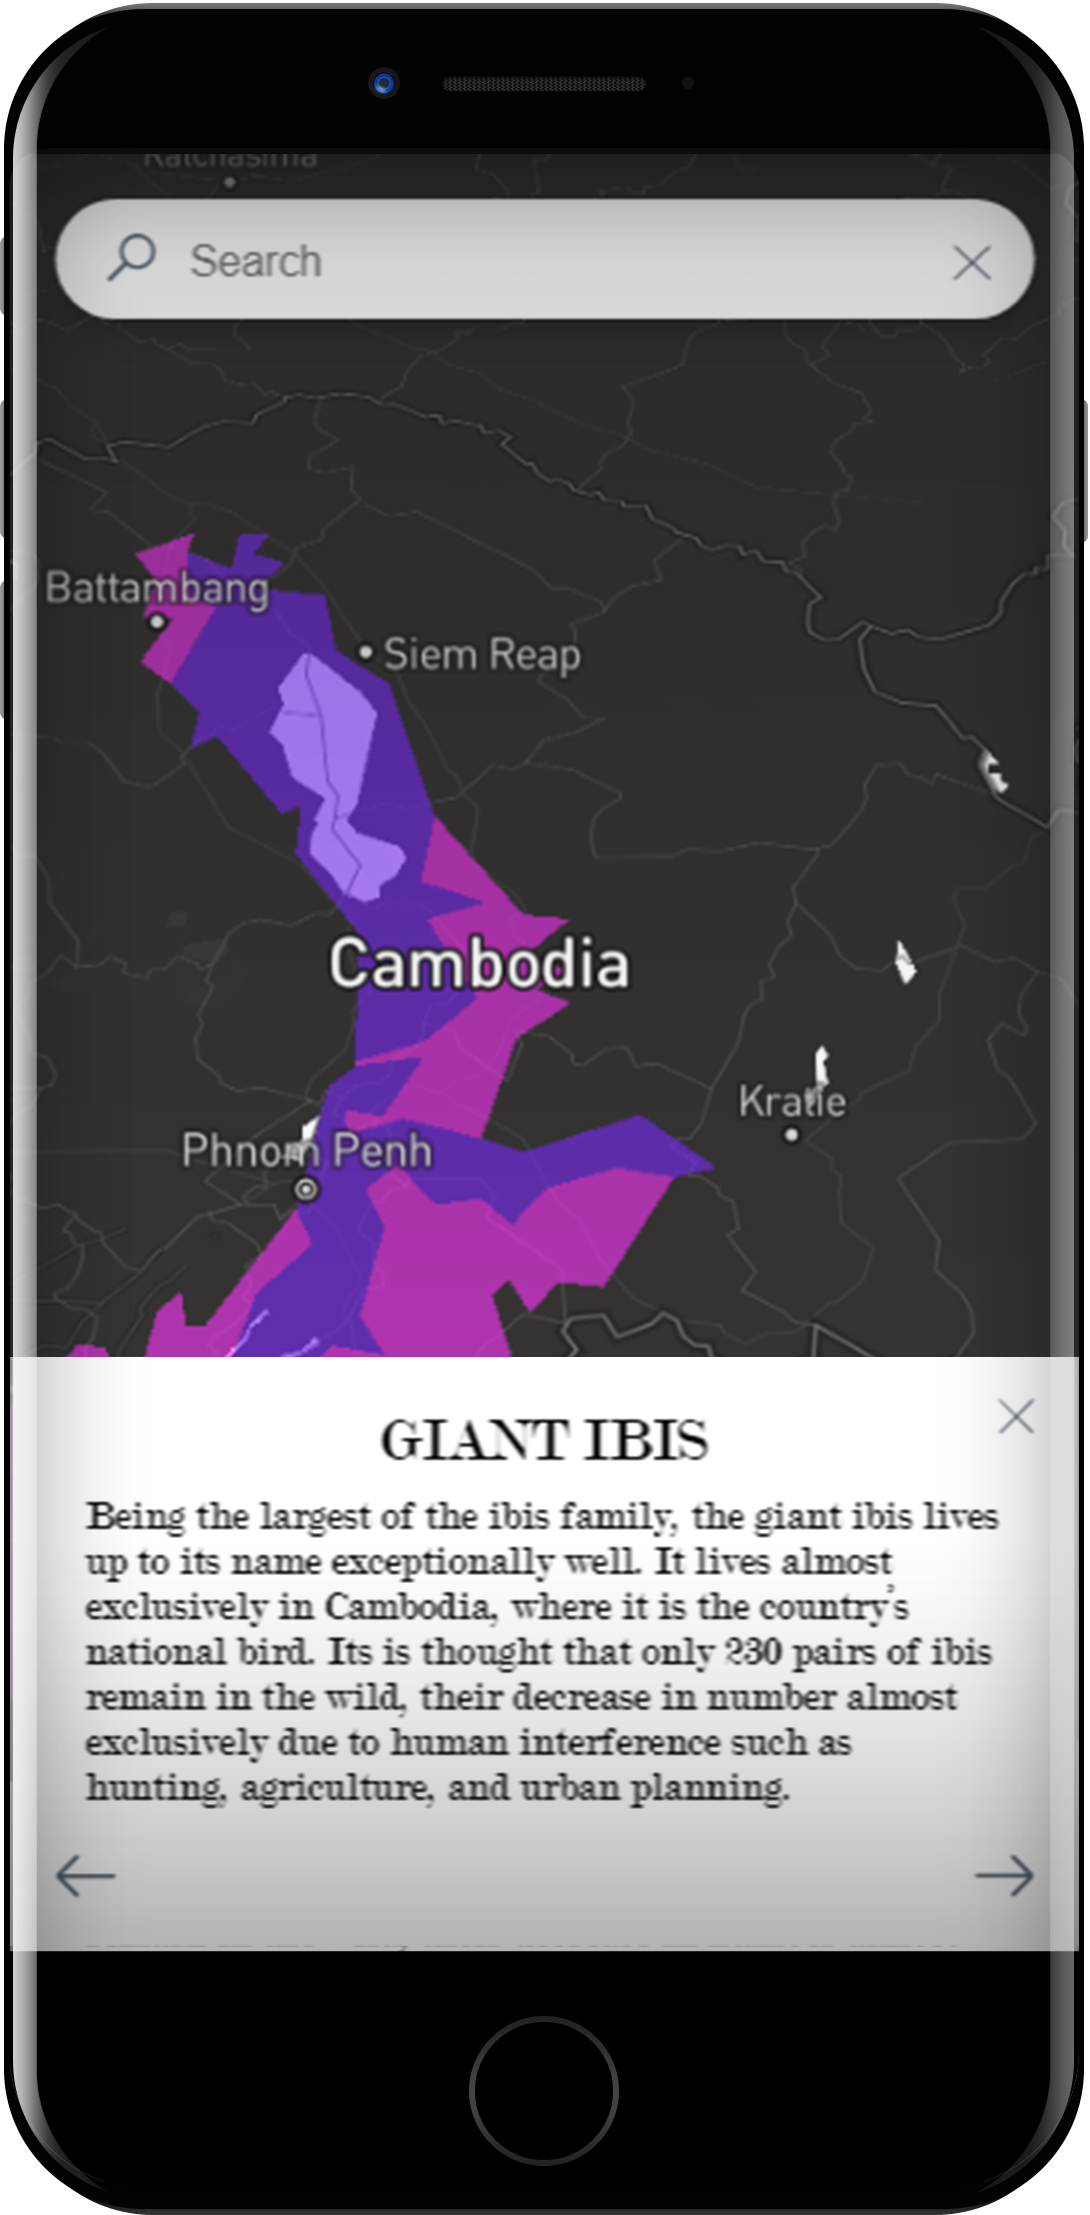 Ratchasima
Search
Battambang
Siem Reap
Cambodia
Kratie
Phnom Penh
GIANT IBIS
Being the largest of the ibis family, the giant ibis lives
up to its name exceptionally well. It lives almost
exclusively in Cambodia, where it is the country's
national bird. Its is thought that only 230 pairs of ibis
remain in the wild, their decrease in number almost
exclusively due to human interference such as
hunting, agriculture, and urban planning.